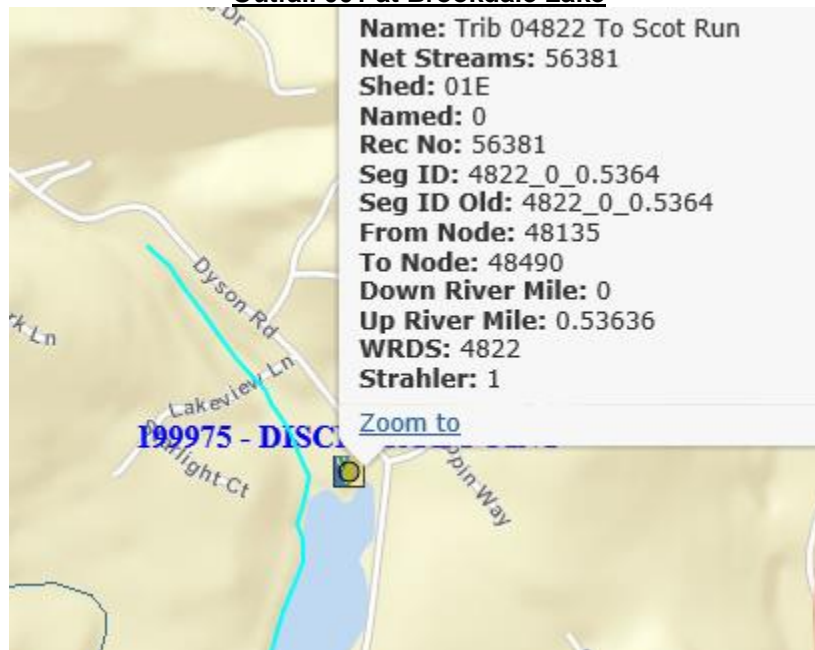 Name: Trib 04822 To Scot Run
Net Streams: 56381
Shed: 01E
Named: 0
Rec No: 56381
Seg ID: 4822_0_0.5364
Seg ID Old: 4822_0_0.5364
From Node: 48135
To Node: 48490
Down River Mile: 0
Up River Mile: 0.53636
WRDS: 4822
Strahler: 1
Zoom to
Dr
Dyson Rd
Ln
Lakeview Ln
199975 - DISC
Ct
Way